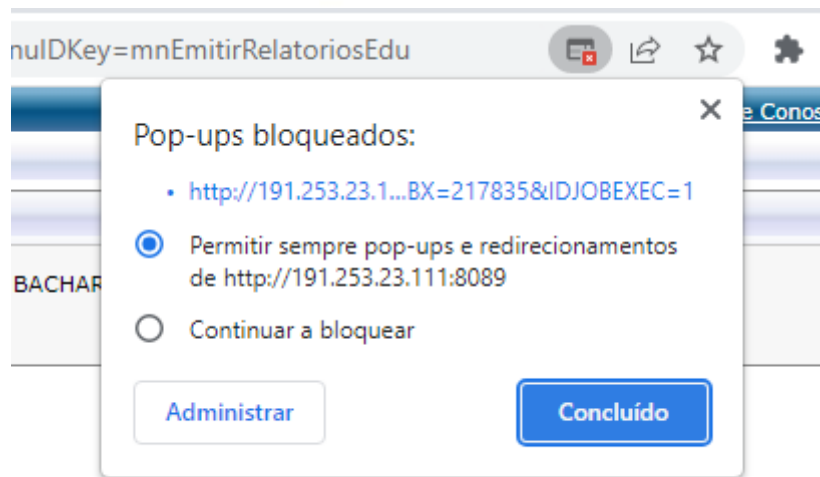 nuIDKey=mnEmitirRelatoriosEdu
e Conos
Pop-ups bloqueados:
• http://191.253.23.1...BX=217835&IDJOBEXEC=1
Permitir sempre pop-ups e redirecionamentos
de http://191.253.23.111:8089
BACHAR
Continuar a bloquear
Administrar
Concluído